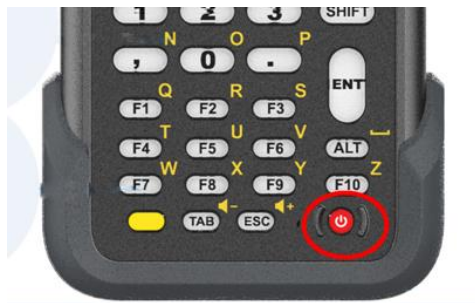 1 2 3 SHIFT
N O P
, 0 . ENT
Q R S
F1 F2 F3
T U V
F4 F5 F6 ALT
W X Y Z
F7 F8 F9 F10
- +
TAB ESC